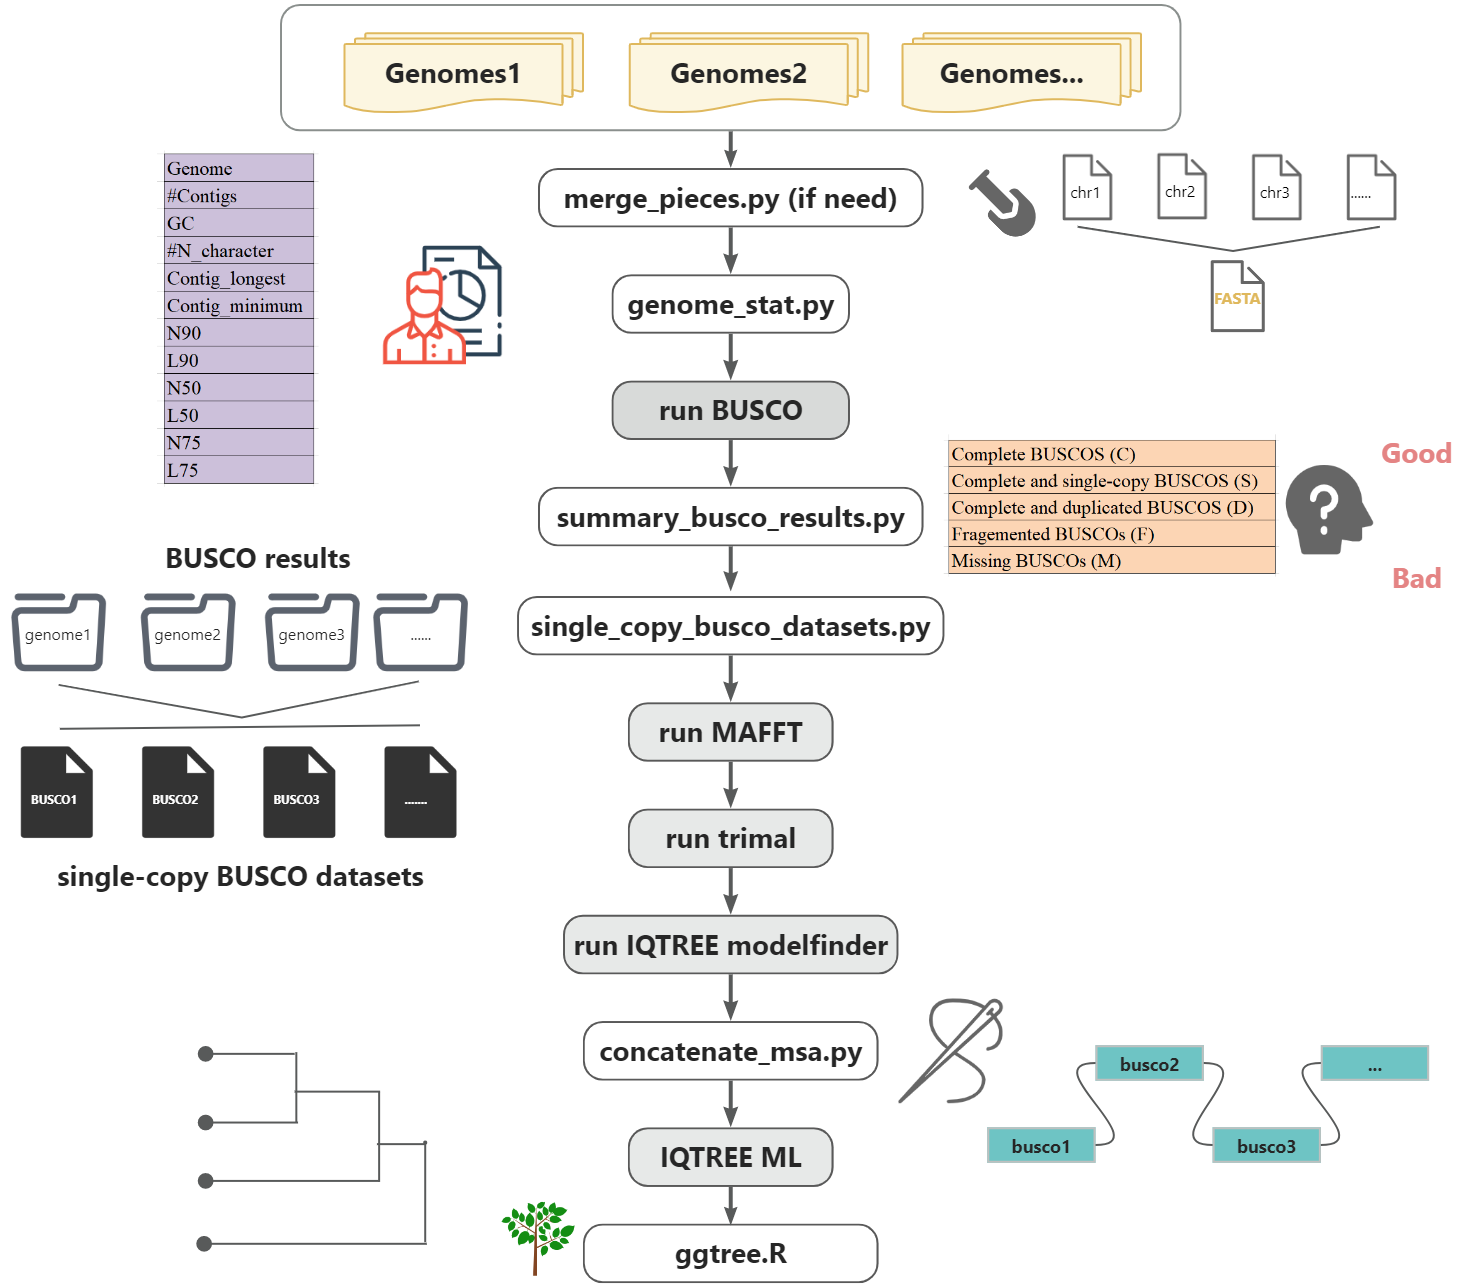 Genomes1
Genomes2
Genomes...
merge_pieces.py (if need)
chr1
chr2
chr3
......
FASTA
Genome
#Contigs
GC
#N_character
Contig_longest
Contig_minimum
N90
L90
N50
L50
N75
L75
genome_stat.py
run BUSCO
summary_busco_results.py
Complete BUSCOS (C)
Complete and single-copy BUSCOS (S)
Complete and duplicated BUSCOS (D)
Fragemented BUSCOs (F)
Missing BUSCOs (M)
?
Good
Bad
BUSCO results
genome1
genome2
genome3
......
single_copy_busco_datasets.py
BUSCO1
BUSCO2
BUSCO3
.......
single-copy BUSCO datasets
run MAFFT
run trimal
run IQTREE modelfinder
concatenate_msa.py
busco1
busco2
busco3
...
IQTREE ML
ggtree.R